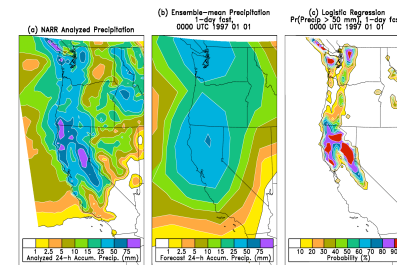 (a) NARR Analyzed Precipitation
1 2.5 5 10 15 25 50 75
Analyzed 24-h Accum. Precip. (mm)
(b) Ensemble-mean Precipitation
1-day fcst,
0000 UTC 1997 01 01
1 2.5 5 10 15 25 50 75
Forecast 24-h Accum. Precip. (mm)
(c) Logistic Regression
Pr(Precip > 50 mm), 1-day fc
0000 UTC 1997 01 01
10 20 30 40 50 60 70 80 90
Probability (%)